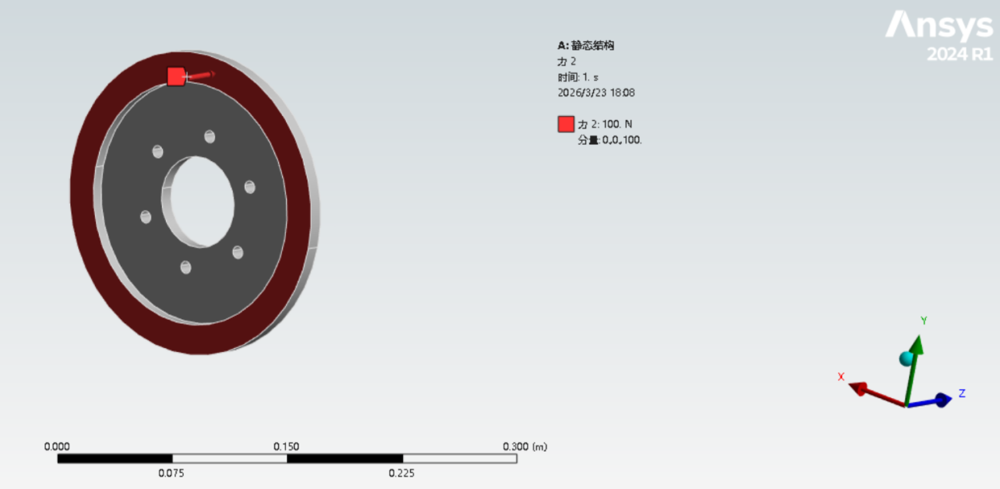 Ansys
2024 R1
A: 静态结构
力 2
时间: 1. s
2026/3/23 18:08
力 2: 100. N
分量: 0.,0.,100.
Y
X
Z
0.000
0.150
0.300 (m)
0.075
0.225